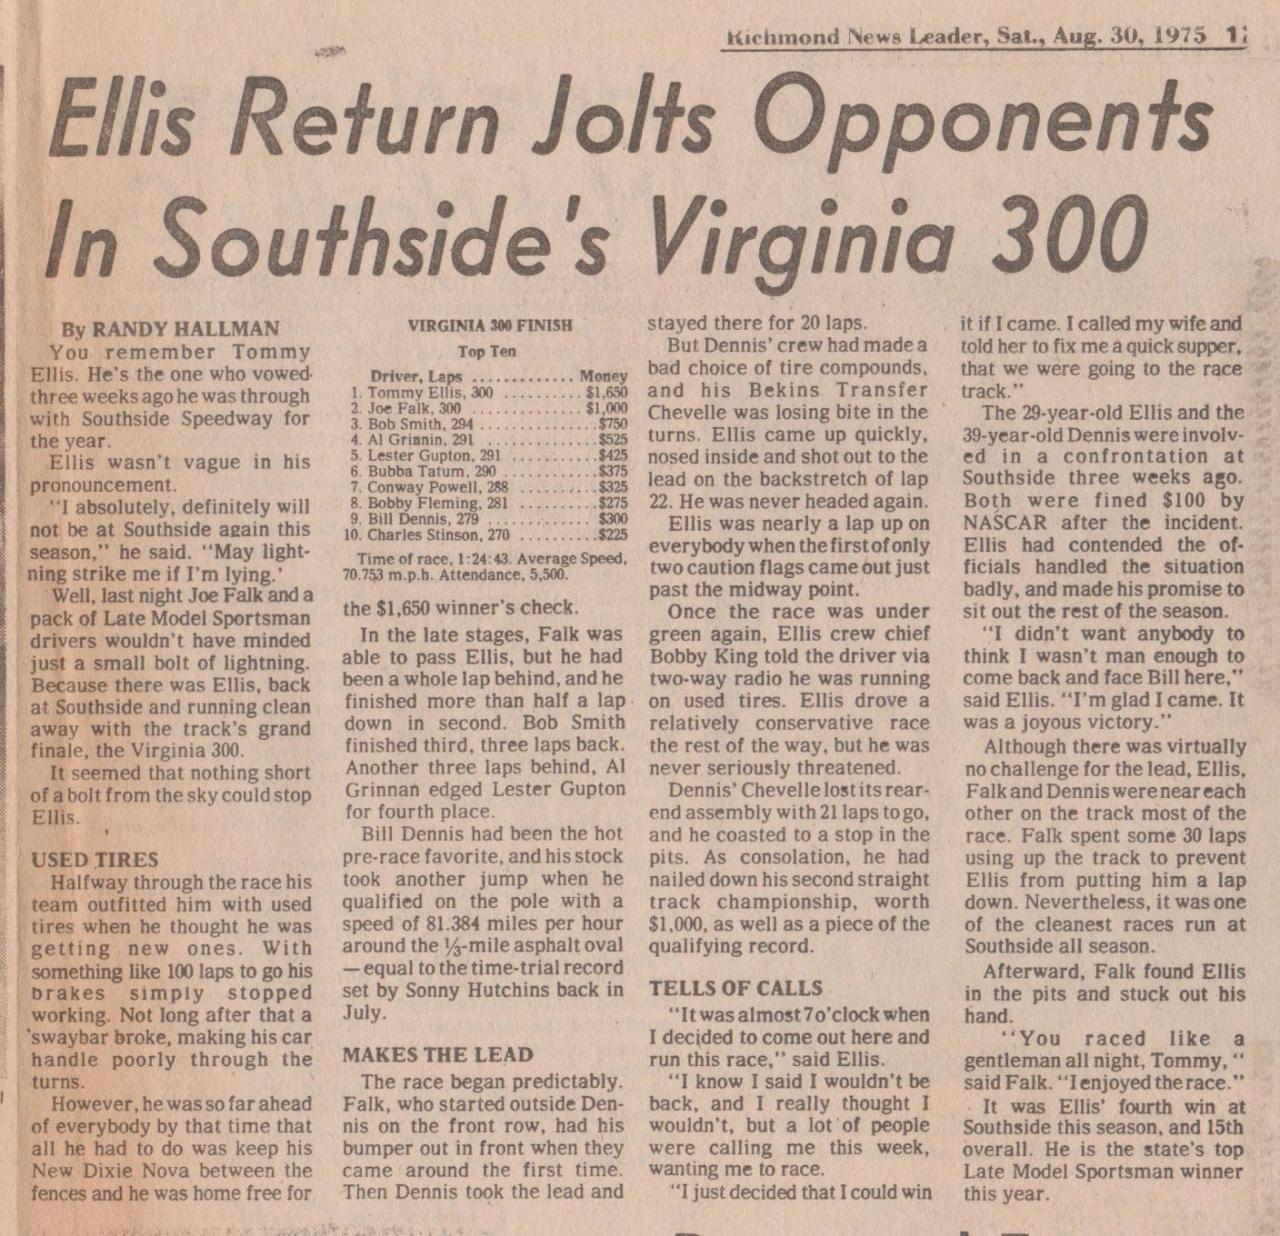 Richmond News Leader, Sat., Aug. 30, 1975
Ellis Return Jolts Opponents
In Southside's Virginia 300
By RANDY HALLMAN
You remember Tommy
Ellis. He's the one who vowed
three weeks ago he was through
with Southside Speedway for
the year.
Ellis wasn't vague in his
pronouncement.
"I absolutely, definitely will
not be at Southside again this
season," he said. "May light-
ning strike me if I'm lying.'
Well, last night Joe Falk and a
pack of Late Model Sportsman
drivers wouldn't have minded
just a small bolt of lightning.
Because there was Ellis, back
at Southside and running clean
away with the track's grand
finale, the Virginia 300.
It seemed that nothing short
of a bolt from the sky could stop
Ellis.
USED TIRES
Halfway through the race his
team outfitted him with used
tires when he thought he was
getting new ones. With
something like 100 laps to go his
brakes simply stopped
working. Not long after that a
swaybar broke, making his car
handle poorly through the
turns.
However, he was so far ahead
of everybody by that time that
all he had to do was keep his
New Dixie Nova between the
fences and he was home free for
VIRGINIA 300 FINISH
Top Ten
Driver, Laps ............. Money
1. Tommy Ellis, 300 .......... $1,650
2. Joe Falk, 300 .............. $1,000
3. Bob Smith, 294 ..............$750
4. Al Grinnin, 291 ..............$525
5. Lester Gupton, 291 ...........$425
6. Bubba Tatum, 290 ............$375
7. Conway Powell, 288 ..........$325
8. Bobby Fleming, 281 ..........$275
9. Bill Dennis, 279 ..............$300
10. Charles Stinson, 270 ..........$225
Time of race, 1:24:43. Average Speed,
70.753 m.p.h. Attendance, 5,500.
the $1,650 winner's check.
In the late stages, Falk was
able to pass Ellis, but he had
been a whole lap behind, and he
finished more than half a lap
down in second. Bob Smith
finished third, three laps back.
Another three laps behind, Al
Grinnan edged Lester Gupton
for fourth place.
Bill Dennis had been the hot
pre-race favorite, and his stock
took another jump when he
qualified on the pole with a
speed of 81.384 miles per hour
around the ⅓-mile asphalt oval
— equal to the time-trial record
set by Sonny Hutchins back in
July.
MAKES THE LEAD
The race began predictably.
Falk, who started outside Den-
nis on the front row, had his
bumper out in front when they
came around the first time.
Then Dennis took the lead and
stayed there for 20 laps.
But Dennis' crew had made a
bad choice of tire compounds,
and his Bekins Transfer
Chevelle was losing bite in the
turns. Ellis came up quickly,
nosed inside and shot out to the
lead on the backstretch of lap
22. He was never headed again.
Ellis was nearly a lap up on
everybody when the first of only
two caution flags came out just
past the midway point.
Once the race was under
green again, Ellis crew chief
Bobby King told the driver via
two-way radio he was running
on used tires. Ellis drove a
relatively conservative race
the rest of the way, but he was
never seriously threatened.
Dennis' Chevelle lost its rear-
end assembly with 21 laps to go,
and he coasted to a stop in the
pits. As consolation, he had
nailed down his second straight
track championship, worth
$1,000, as well as a piece of the
qualifying record.
TELLS OF CALLS
"It was almost 7 o'clock when
I decided to come out here and
run this race," said Ellis.
"I know I said I wouldn't be
back, and I really thought I
wouldn't, but a lot of people
were calling me this week,
wanting me to race.
"I just decided that I could win
it if I came. I called my wife and
told her to fix me a quick supper,
that we were going to the race
track."
The 29-year-old Ellis and the
39-year-old Dennis were involv-
ed in a confrontation at
Southside three weeks ago.
Both were fined $100 by
NASCAR after the incident.
Ellis had contended the of-
ficials handled the situation
badly, and made his promise to
sit out the rest of the season.
"I didn't want anybody to
think I wasn't man enough to
come back and face Bill here,"
said Ellis. "I'm glad I came. It
was a joyous victory."
Although there was virtually
no challenge for the lead, Ellis,
Falk and Dennis were near each
other on the track most of the
race. Falk spent some 30 laps
using up the track to prevent
Ellis from putting him a lap
down. Nevertheless, it was one
of the cleanest races run at
Southside all season.
Afterward, Falk found Ellis
in the pits and stuck out his
hand.
"You raced like a
gentleman all night, Tommy, "
said Falk. "I enjoyed the race."
It was Ellis' fourth win at
Southside this season, and 15th
overall. He is the state's top
Late Model Sportsman winner
this year.